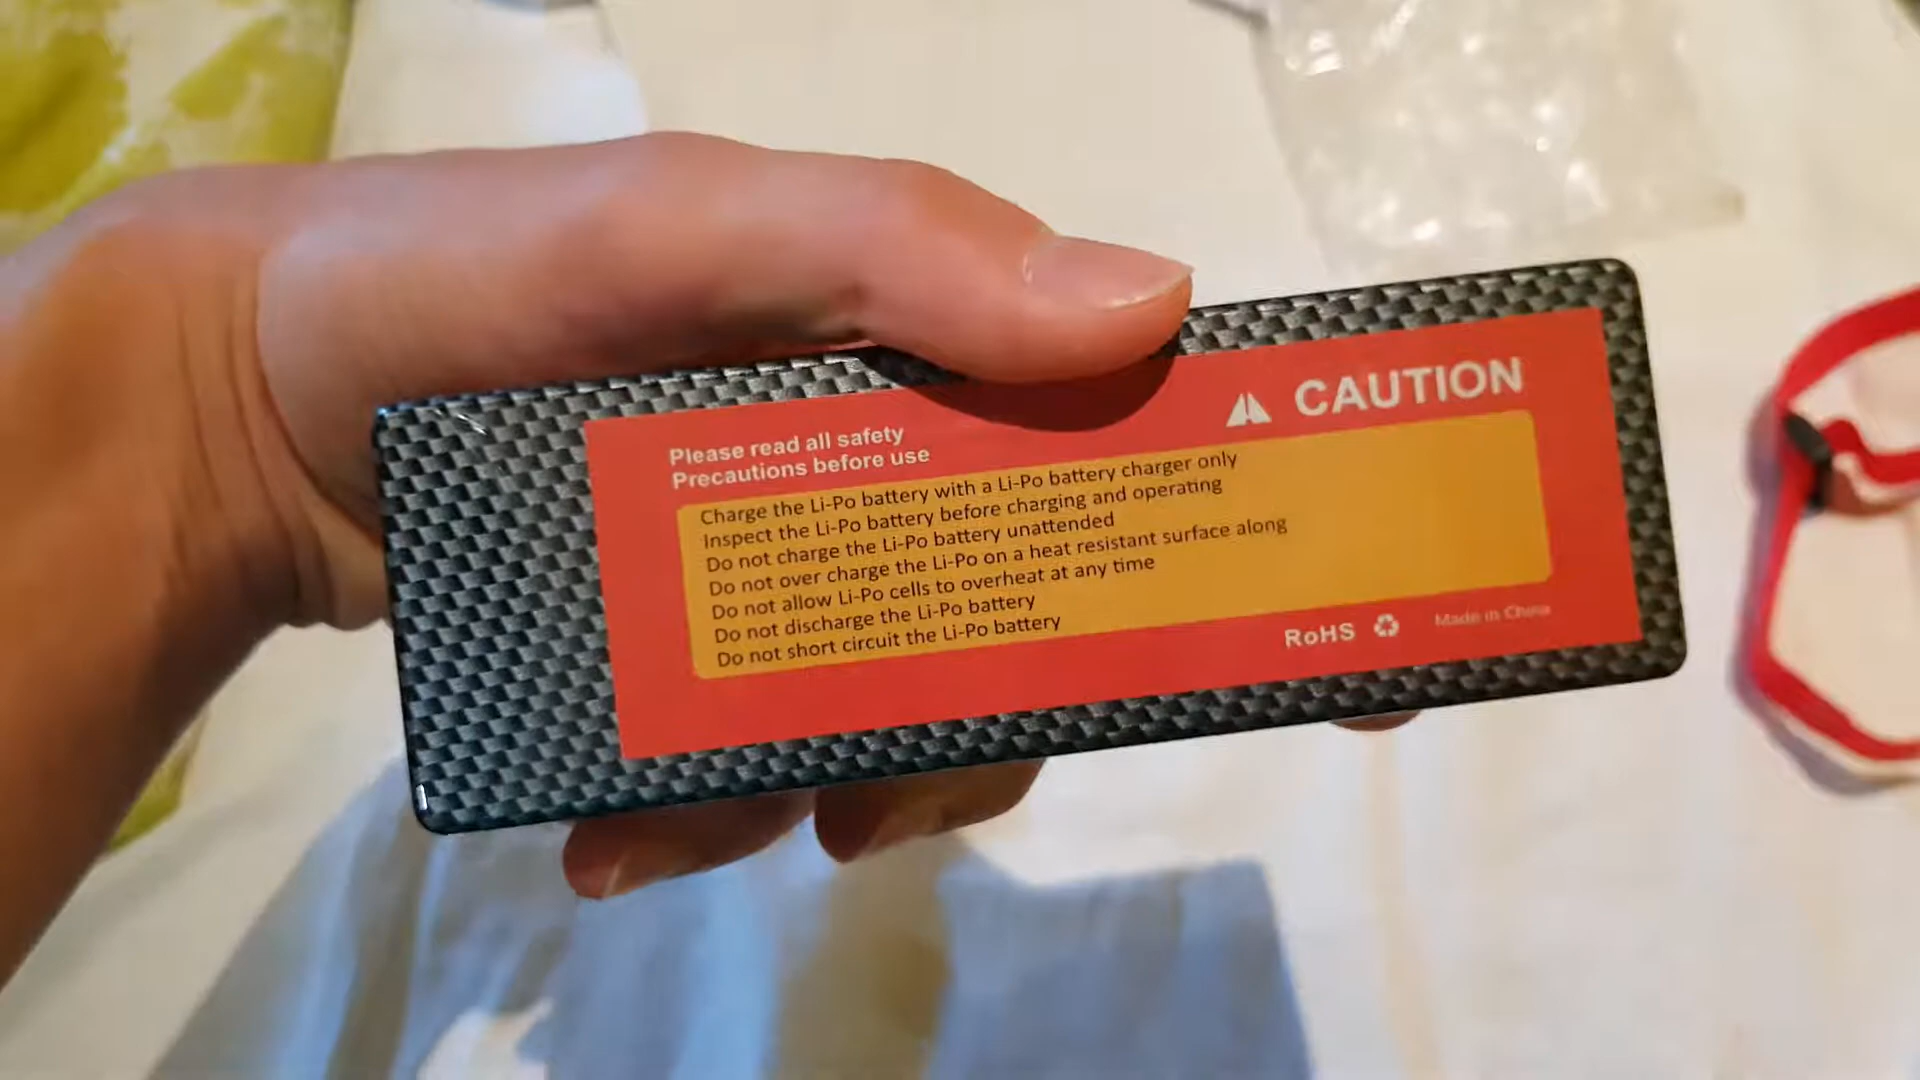 CAUTION
Please read all safety
Precautions before use
Charge the Li-Po battery with a Li-Po battery charger only
Inspect the Li-Po battery before charging and operating
Do not charge the Li-Po battery unattended
Do not over charge the Li-Po on a heat resistant surface along
Do not allow Li-Po cells to overheat at any time
Do not discharge the Li-Po battery
Do not short circuit the Li-Po battery
RoHS
Made in China